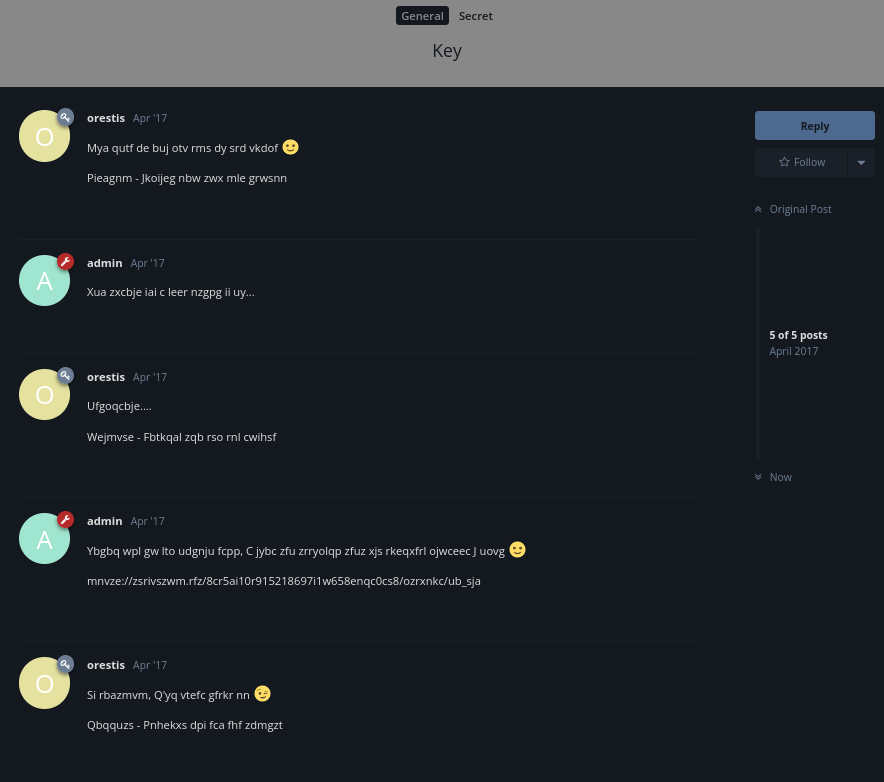 General Secret
Key
orestis Apr '17
Mya qutf de buj otv rms dy srd vkdof
Pieagnm - Jkoijeg nbw zwx mle grwsnn
Reply
Follow
Original Post
O
admin Apr '17
Xua zxcbje iai c leer nzgpg ii uy...
A
5 of 5 posts
April 2017
orestis Apr '17
Ufgoqcbje....
Wejmvse - Fbtkqal zqb rso rnl cwihsf
O
Now
admin Apr '17
Ybgbq wpl gw lto udgnju fcpp, C jybc zfu zrryolqp zfuz xjs rkeqxfrl ojwceec J uovg
mnvze://zsrivszwm.rfz/8cr5ai10r915218697i1w658enqc0cs8/ozrxnkc/ub_sja
A
orestis Apr '17
Si rbazmvm, Q'yq vtefc gfrkr nn
Qbqquzs - Pnhekxs dpi fca fhf zdmgzt
O